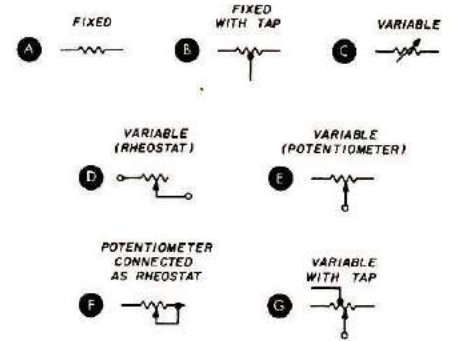 FIXED
A
FIXED
WITH TAP
B
VARIABLE
C
VARIABLE
(RHEOSTAT)
D
VARIABLE
(POTENTIOMETER)
E
POTENTIOMETER
CONNECTED
AS RHEOSTAT
F
VARIABLE
WITH TAP
G